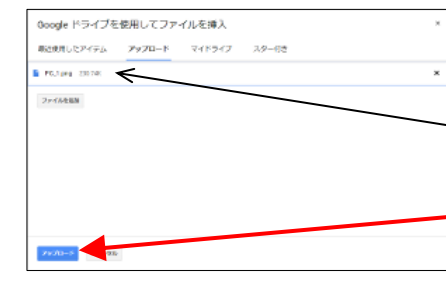 Google ドライブを使用してファイルを挿入
×
最近使用したアイテム アップロード マイドライブ スター付き
PG_1.png
×
ファイルを追加
アップロード